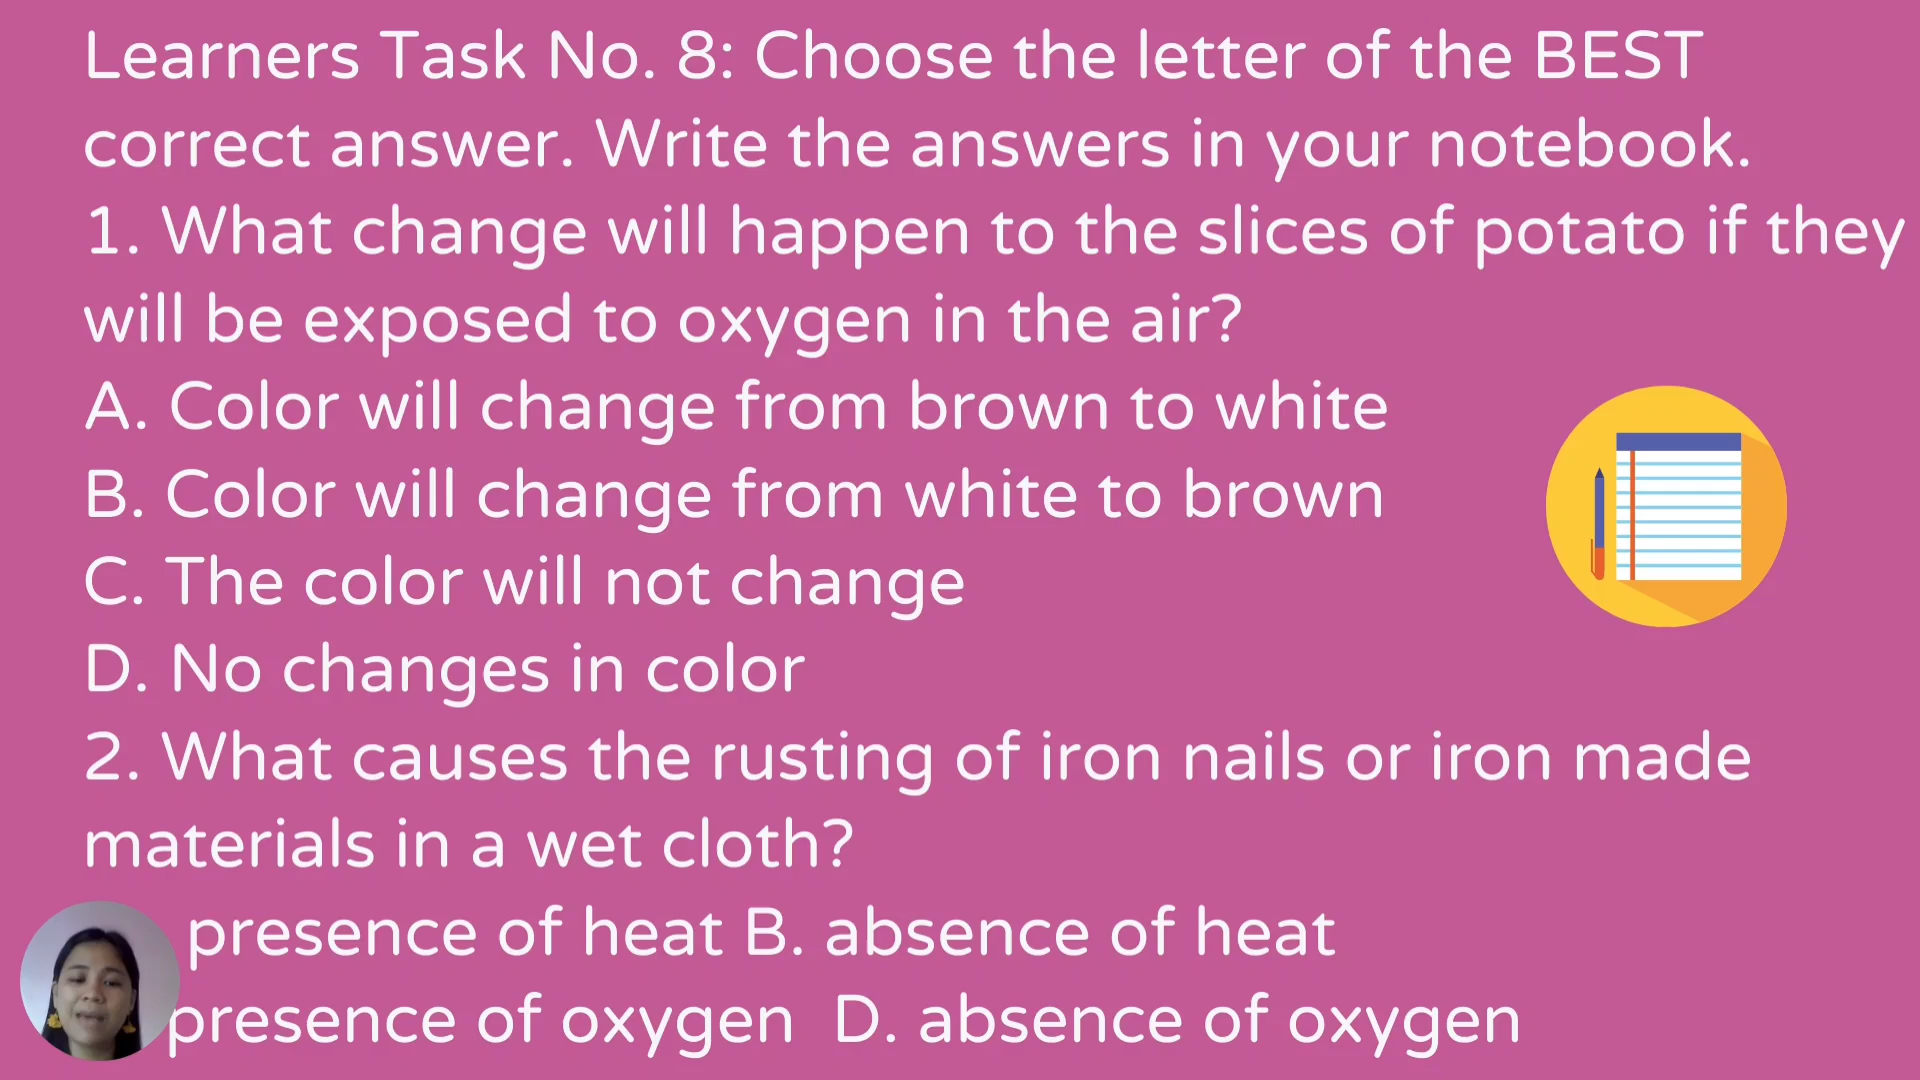 Learners Task No. 8: Choose the letter of the BEST
correct answer. Write the answers in your notebook.
1. What change will happen to the slices of potato if they
will be exposed to oxygen in the air?
A. Color will change from brown to white
B. Color will change from white to brown
C. The color will not change
D. No changes in color
2. What causes the rusting of iron nails or iron made
materials in a wet cloth?
presence of heat B. absence of heat
presence of oxygen D. absence of oxygen